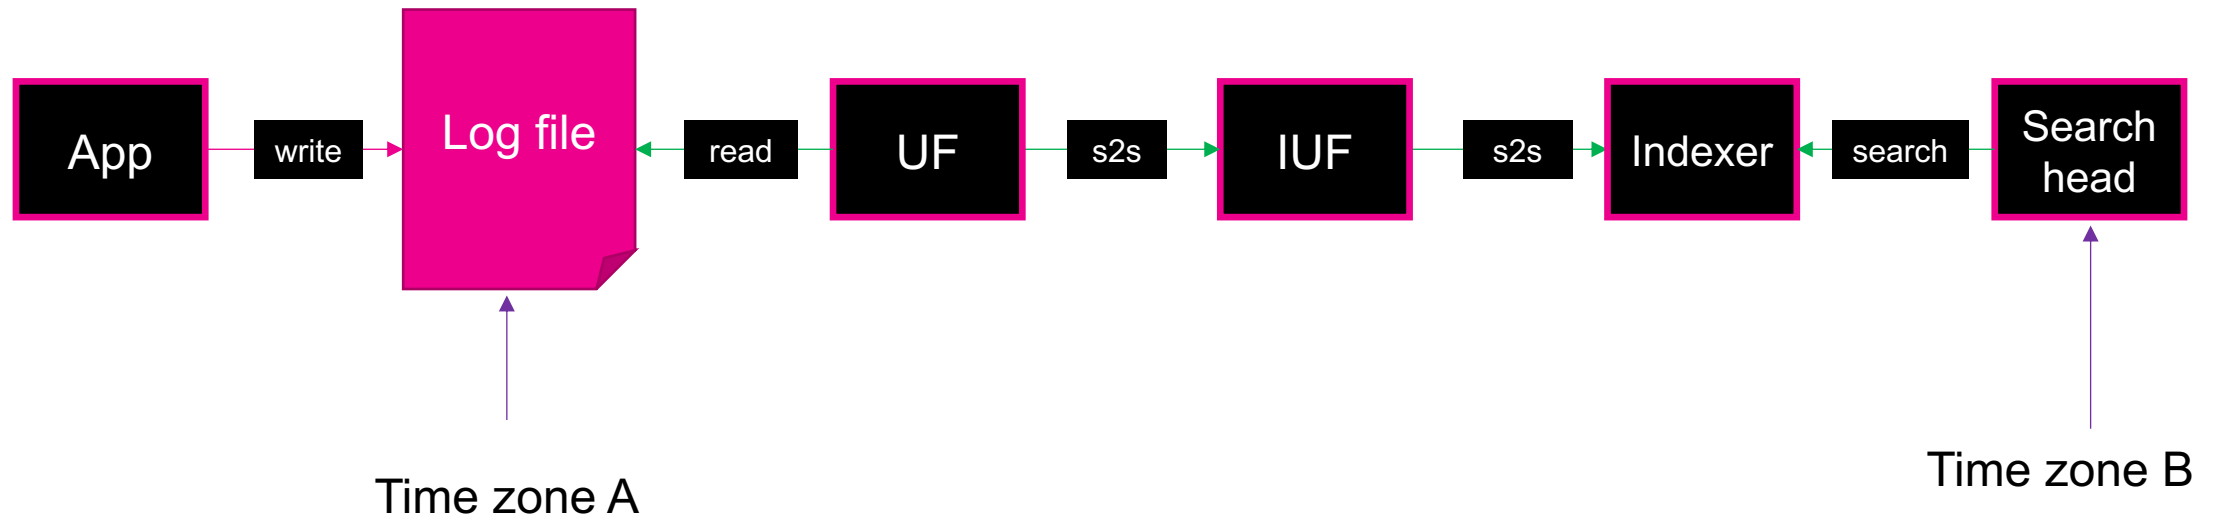 App
write
Log file
read
UF
s2s
IUF
s2s
Indexer
search
Search
head
Time zone A
Time zone B